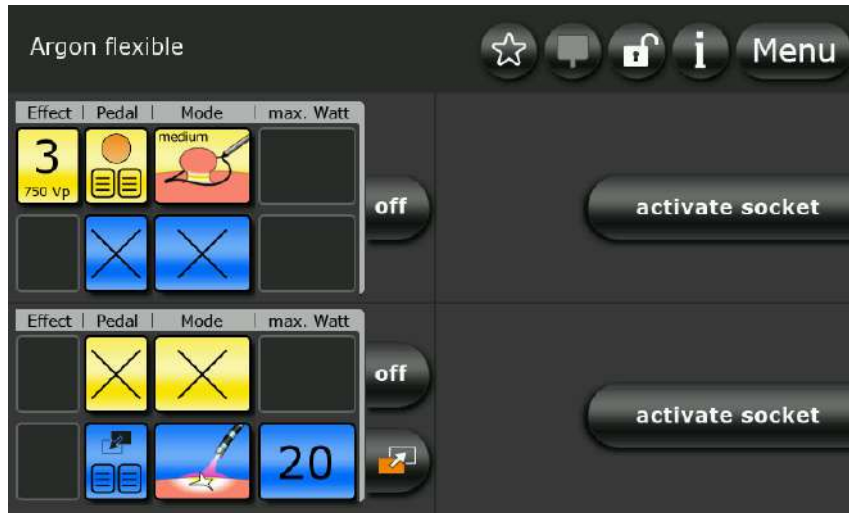 Argon flexible
i
Menu
Effect | Pedal | Mode | max. Watt
3
750 Vp
medium
off
activate socket
Effect | Pedal | Mode | max. Watt
off
activate socket
20